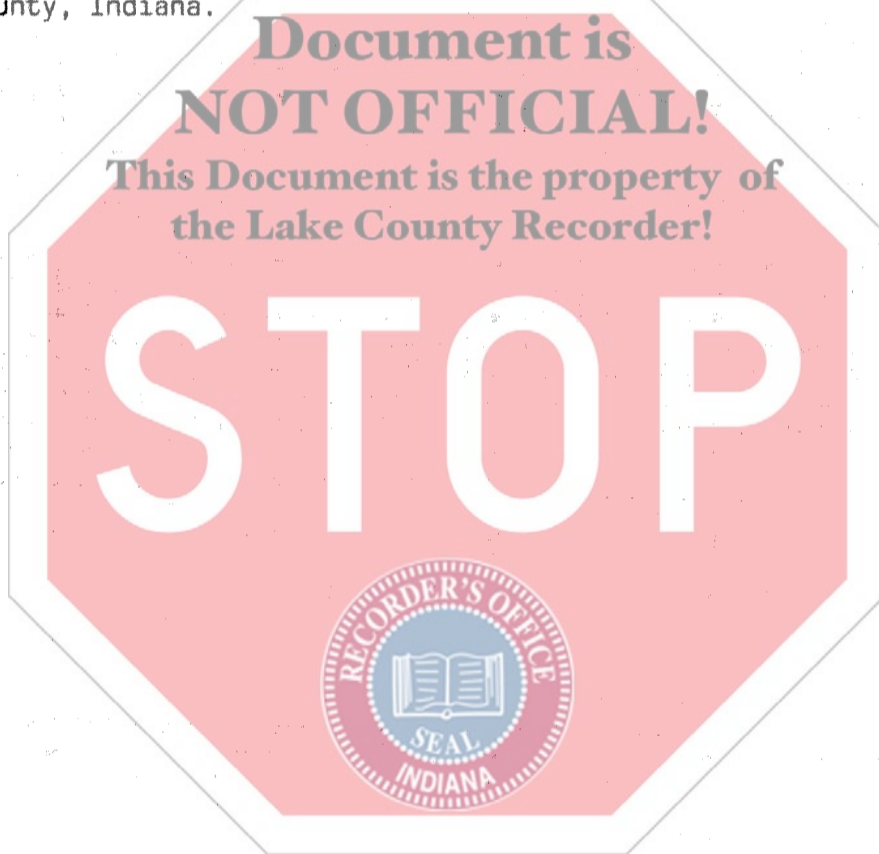 Indiana.
Document is
NOT OFFICIAL!
This Document is the property of
the Lake County Recorder!
STOP
RECORDER'S OFFICE
SEAL
INDIANA